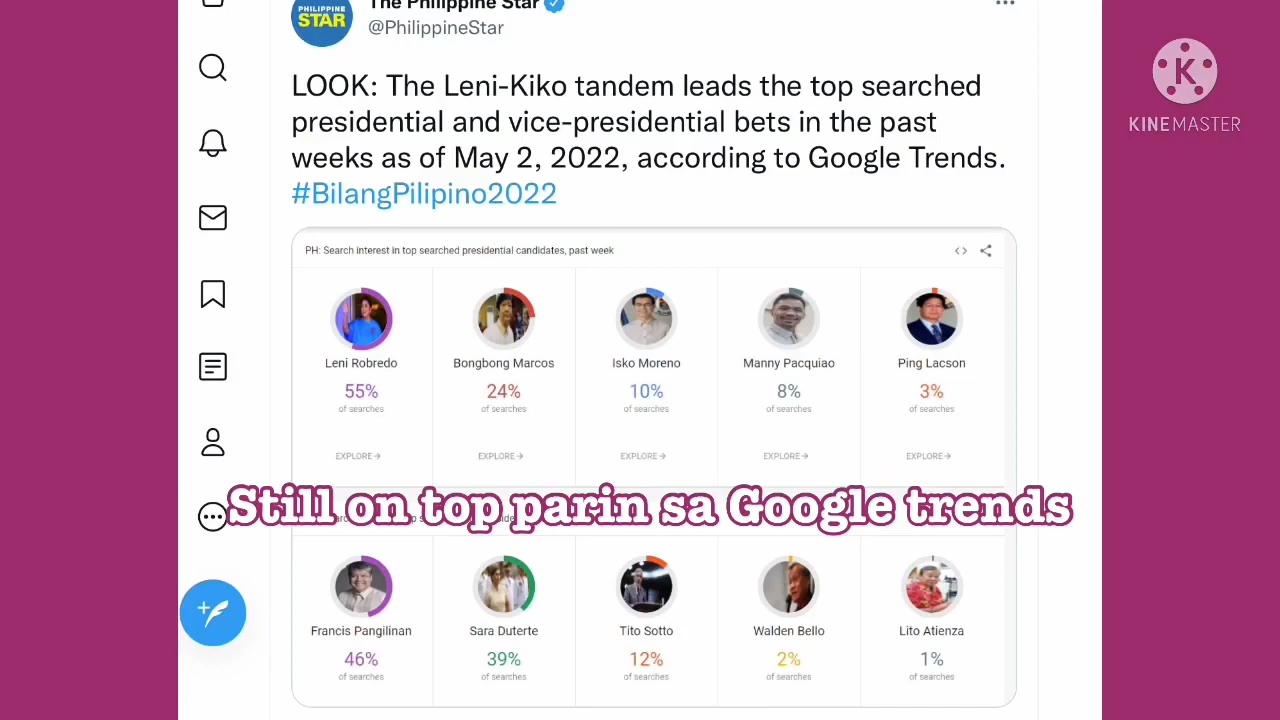 The Philippine Star
PHILIPPINE
STAR
@PhilippineStar
KINEMASTER
LOOK: The Leni-Kiko tandem leads the top searched
presidential and vice-presidential bets in the past
weeks as of May 2, 2022, according to Google Trends.
#BilangPilipino2022
PH: Search interest in top searched presidential candidates, past week
Leni Robredo
55%
of searches
EXPLORE→
Bongbong Marcos
24%
of searches
EXPLORE→
Isko Moreno
10%
of searches
EXPLORE→
Manny Pacquiao
8%
of searches
EXPLORE→
Ping Lacson
3%
of searches
EXPLORE→
Still on top parin sa Google trends
Francis Pangilinan
46%
of searches
Sara Duterte
39%
of searches
Tito Sotto
12%
of searches
Walden Bello
2%
of searches
Lito Atienza
1%
of searches